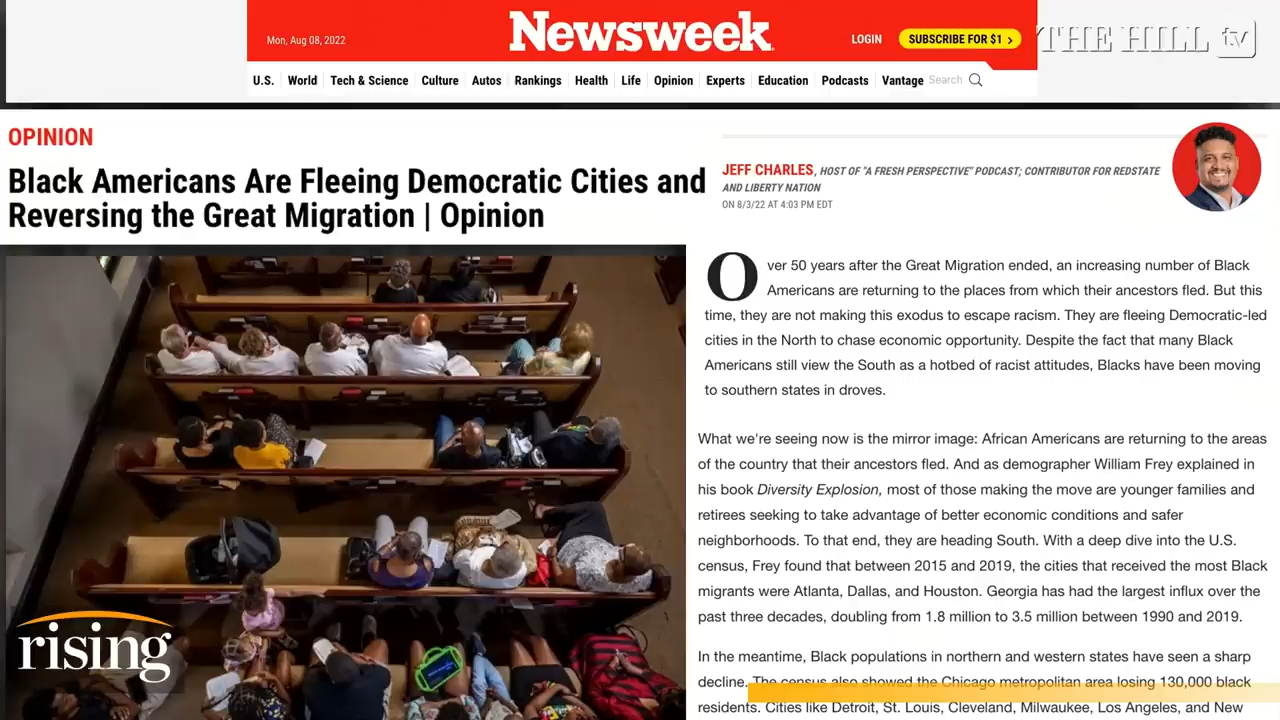 Mon, Aug 08, 2022
Newsweek
LOGIN
SUBSCRIBE FOR $1 >
THE HILL tv
U.S. World Tech & Science Culture Autos Rankings Health Life Opinion Experts Education Podcasts Vantage Search
OPINION
Black Americans Are Fleeing Democratic Cities and
Reversing the Great Migration | Opinion
JEFF CHARLES, HOST OF "A FRESH PERSPECTIVE" PODCAST; CONTRIBUTOR FOR REDSTATE
AND LIBERTY NATION
ON 8/3/22 AT 4:03 PM EDT
Over 50 years after the Great Migration ended, an increasing number of Black
Americans are returning to the places from which their ancestors fled. But this
time, they are not making this exodus to escape racism. They are fleeing Democratic-led
cities in the North to chase economic opportunity. Despite the fact that many Black
Americans still view the South as a hotbed of racist attitudes, Blacks have been moving
to southern states in droves.
What we're seeing now is the mirror image: African Americans are returning to the areas
of the country that their ancestors fled. And as demographer William Frey explained in
his book Diversity Explosion, most of those making the move are younger families and
retirees seeking to take advantage of better economic conditions and safer
neighborhoods. To that end, they are heading South. With a deep dive into the U.S.
census, Frey found that between 2015 and 2019, the cities that received the most Black
migrants were Atlanta, Dallas, and Houston. Georgia has had the largest influx over the
past three decades, doubling from 1.8 million to 3.5 million between 1990 and 2019.
In the meantime, Black populations in northern and western states have seen a sharp
decline. The census also showed the Chicago metropolitan area losing 130,000 black
residents. Cities like Detroit, St. Louis, Cleveland, Milwaukee, Los Angeles, and New
rising